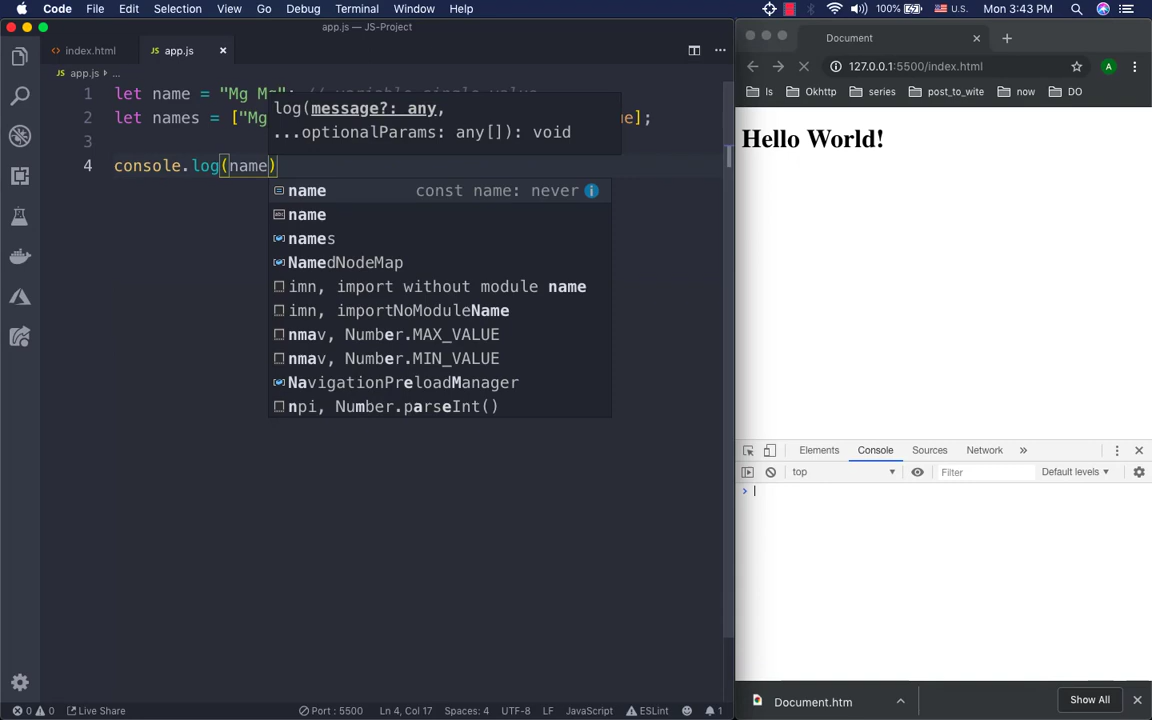 Code File Edit Selection View Go Debug Terminal Window Help
100% U.S. Mon 3:43 PM
app.js — JS-Project
index.html
JS app.js
JS app.js ...
1 let name = "Mg Mg"; // variable single value
2 let names = ["Mg ue];
3
4 console.log(name)
log(message?: any,
...optionalParams: any[]): void
name const name: never
name
names
NamedNodeMap
imn, import without module name
imn, importNoModuleName
nmav, Number.MAX_VALUE
nmav, Number.MIN_VALUE
NavigationPreloadManager
npi, Number.parseInt()
0 0 Live Share Port : 5500 Ln 4, Col 17 Spaces: 4 UTF-8 LF JavaScript ESLint 1
Document
127.0.0.1:5500/index.html
A
ls Okhttp series post_to_wite now DO
Hello World!
Elements Console Sources Network »
top Filter Default levels
Document.htm
Show All